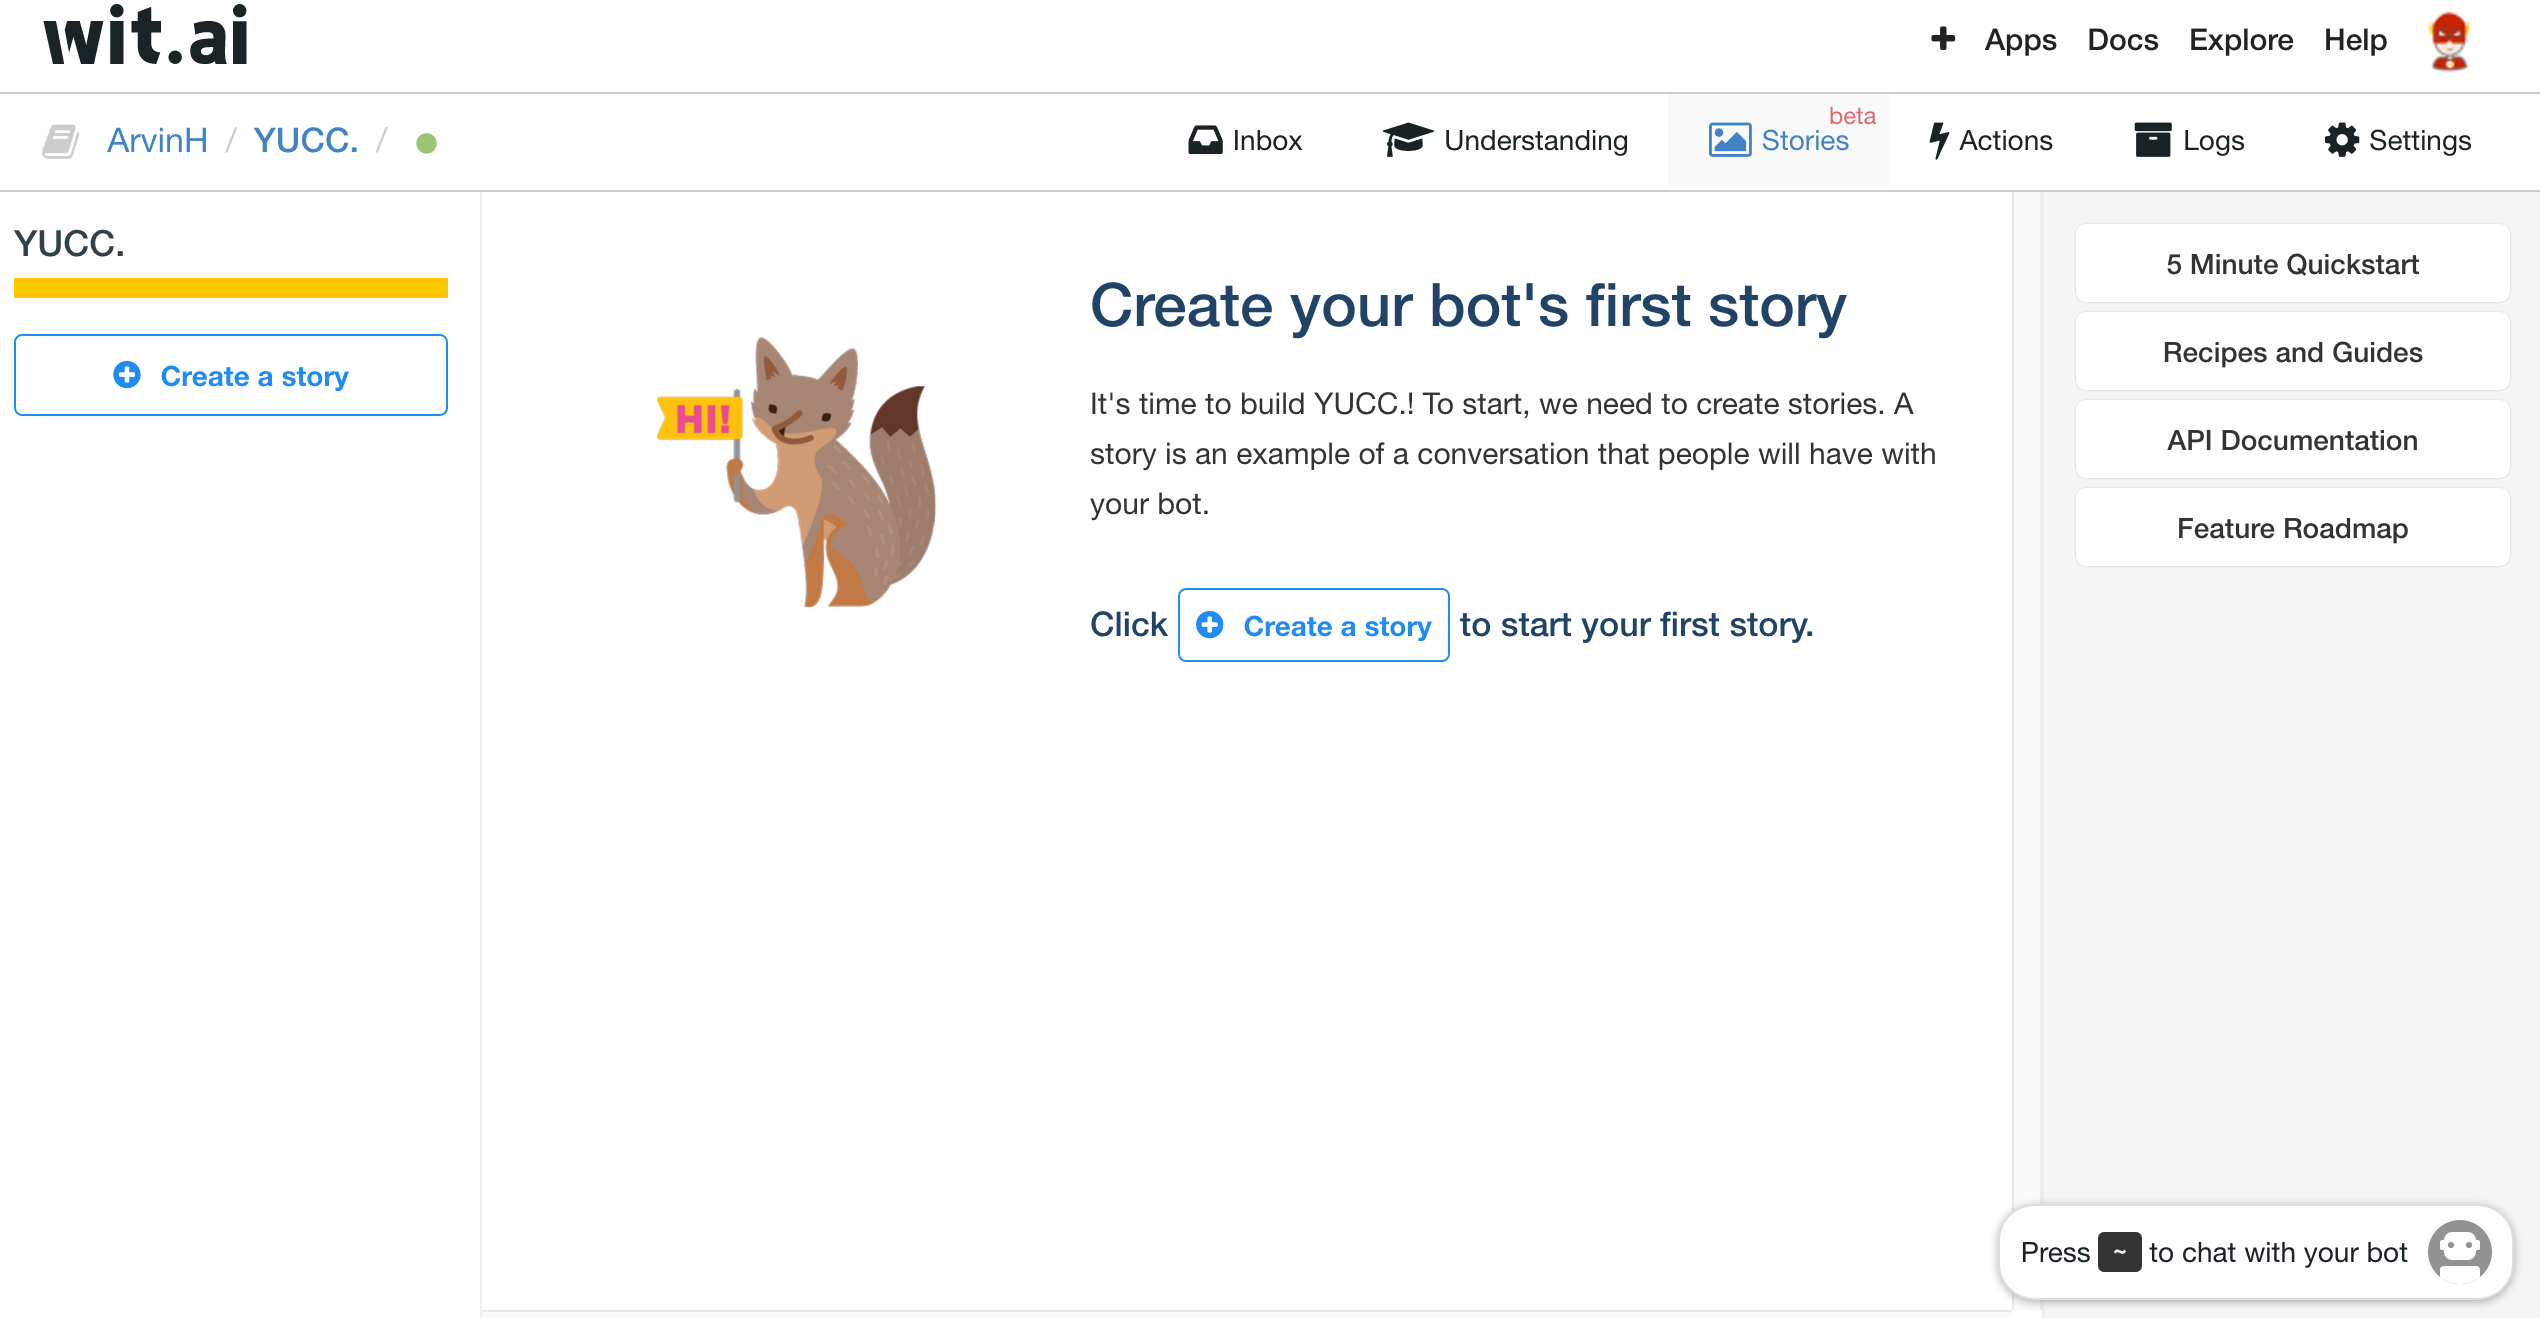 wit.ai
+ Apps Docs Explore Help
ArvinH / YUCC. /
Inbox Understanding Stories beta Actions Logs Settings
YUCC.
Create a story
HI!
Create your bot's first story
It's time to build YUCC.! To start, we need to create stories. A
story is an example of a conversation that people will have with
your bot.
Click Create a story to start your first story.
5 Minute Quickstart
Recipes and Guides
API Documentation
Feature Roadmap
Press ~ to chat with your bot